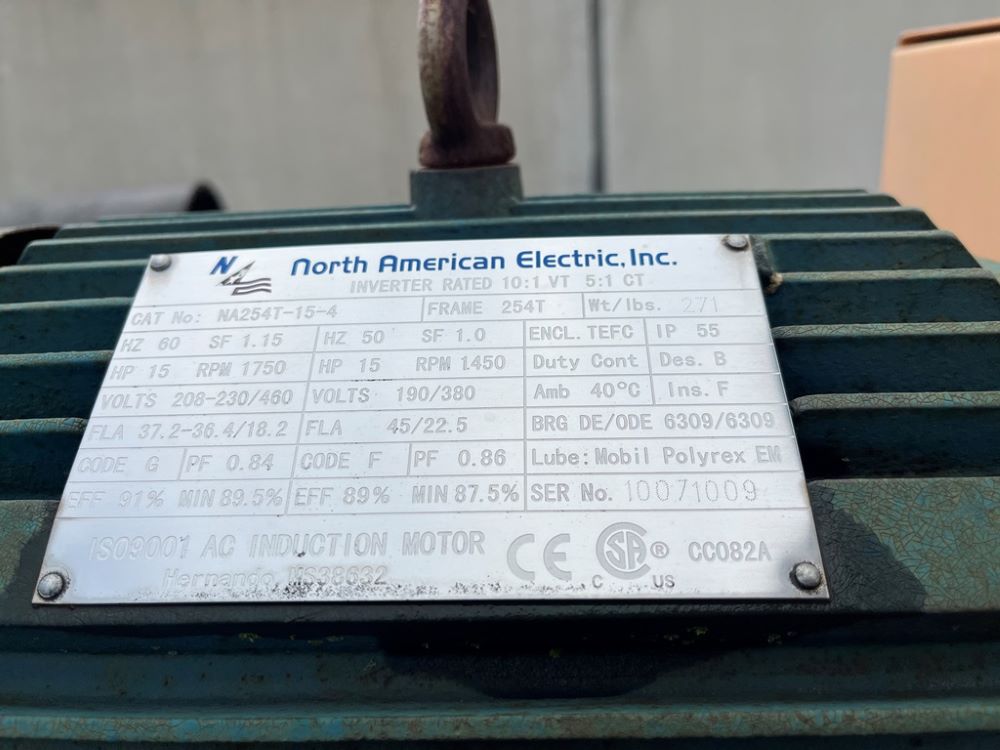 NA North American Electric, Inc.
INVERTER RATED 10:1 VT 5:1 CT
CAT No: NA254T-15-4 FRAME 254T Wt/lbs. 271
HZ 60 SF 1.15 HZ 50 SF 1.0 ENCL. TEFC IP 55
HP 15 RPM 1750 HP 15 RPM 1450 Duty Cont Des. B
VOLTS 208-230/460 VOLTS 190/380 Amb 40°C Ins. F
FLA 37.2-36.4/18.2 FLA 45/22.5 BRG DE/ODE 6309/6309
CODE G PF 0.84 CODE F PF 0.86 Lube: Mobil Polyrex EM
EFF 91% MIN 89.5% EFF 89% MIN 87.5% SER No. 10071009
ISO9001 AC INDUCTION MOTOR CE SA® CC082A
Hernando, MS38632 C US